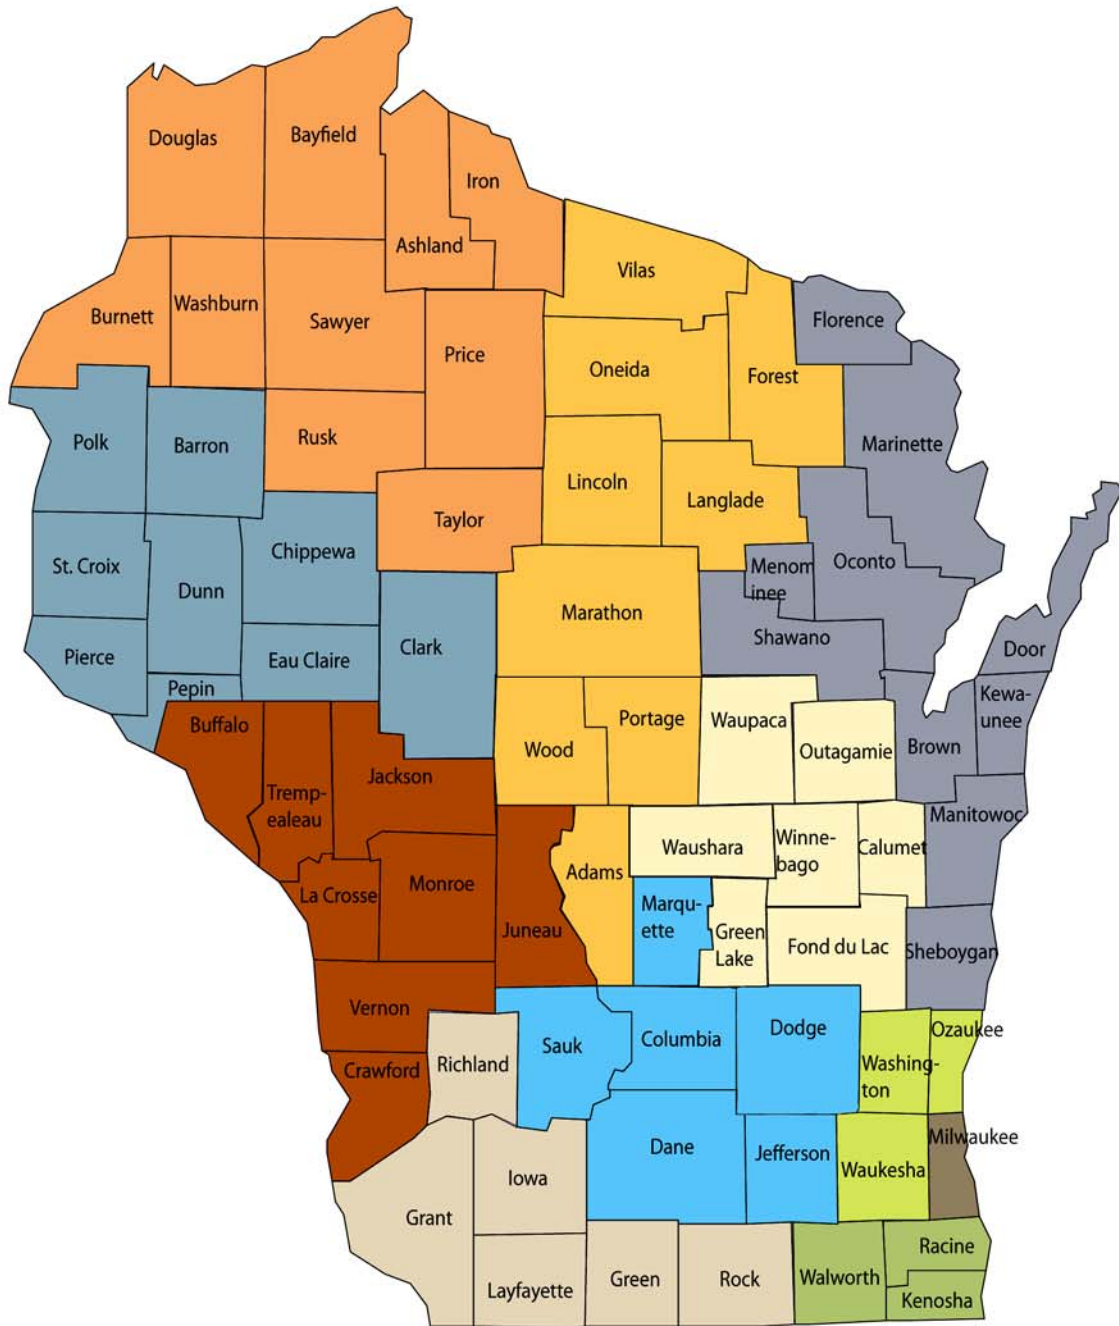 Douglas
Bayfield
Iron
Ashland
Vilas
Burnett
Washburn
Sawyer
Price
Florence
Oneida
Forest
Polk
Barron
Rusk
Marinette
Lincoln
Langlade
Taylor
Chippewa
St. Croix
Dunn
Menom
inee
Oconto
Marathon
Clark
Shawano
Pierce
Eau Claire
Door
Pepin
Buffalo
Wood
Portage
Waupaca
Outagamie
Brown
Kewa-
unee
Jackson
Tremp-
ealeau
Manitowoc
Waushara
Winne-
bago
Calumet
La Crosse
Monroe
Adams
Juneau
Marqu-
ette
Green
Lake
Fond du Lac
Sheboygan
Vernon
Sauk
Columbia
Dodge
Ozaukee
Richland
Crawford
Washing-
ton
Milwaukee
Dane
Jefferson
Waukesha
Iowa
Grant
Racine
Layfayette
Green
Rock
Walworth
Kenosha